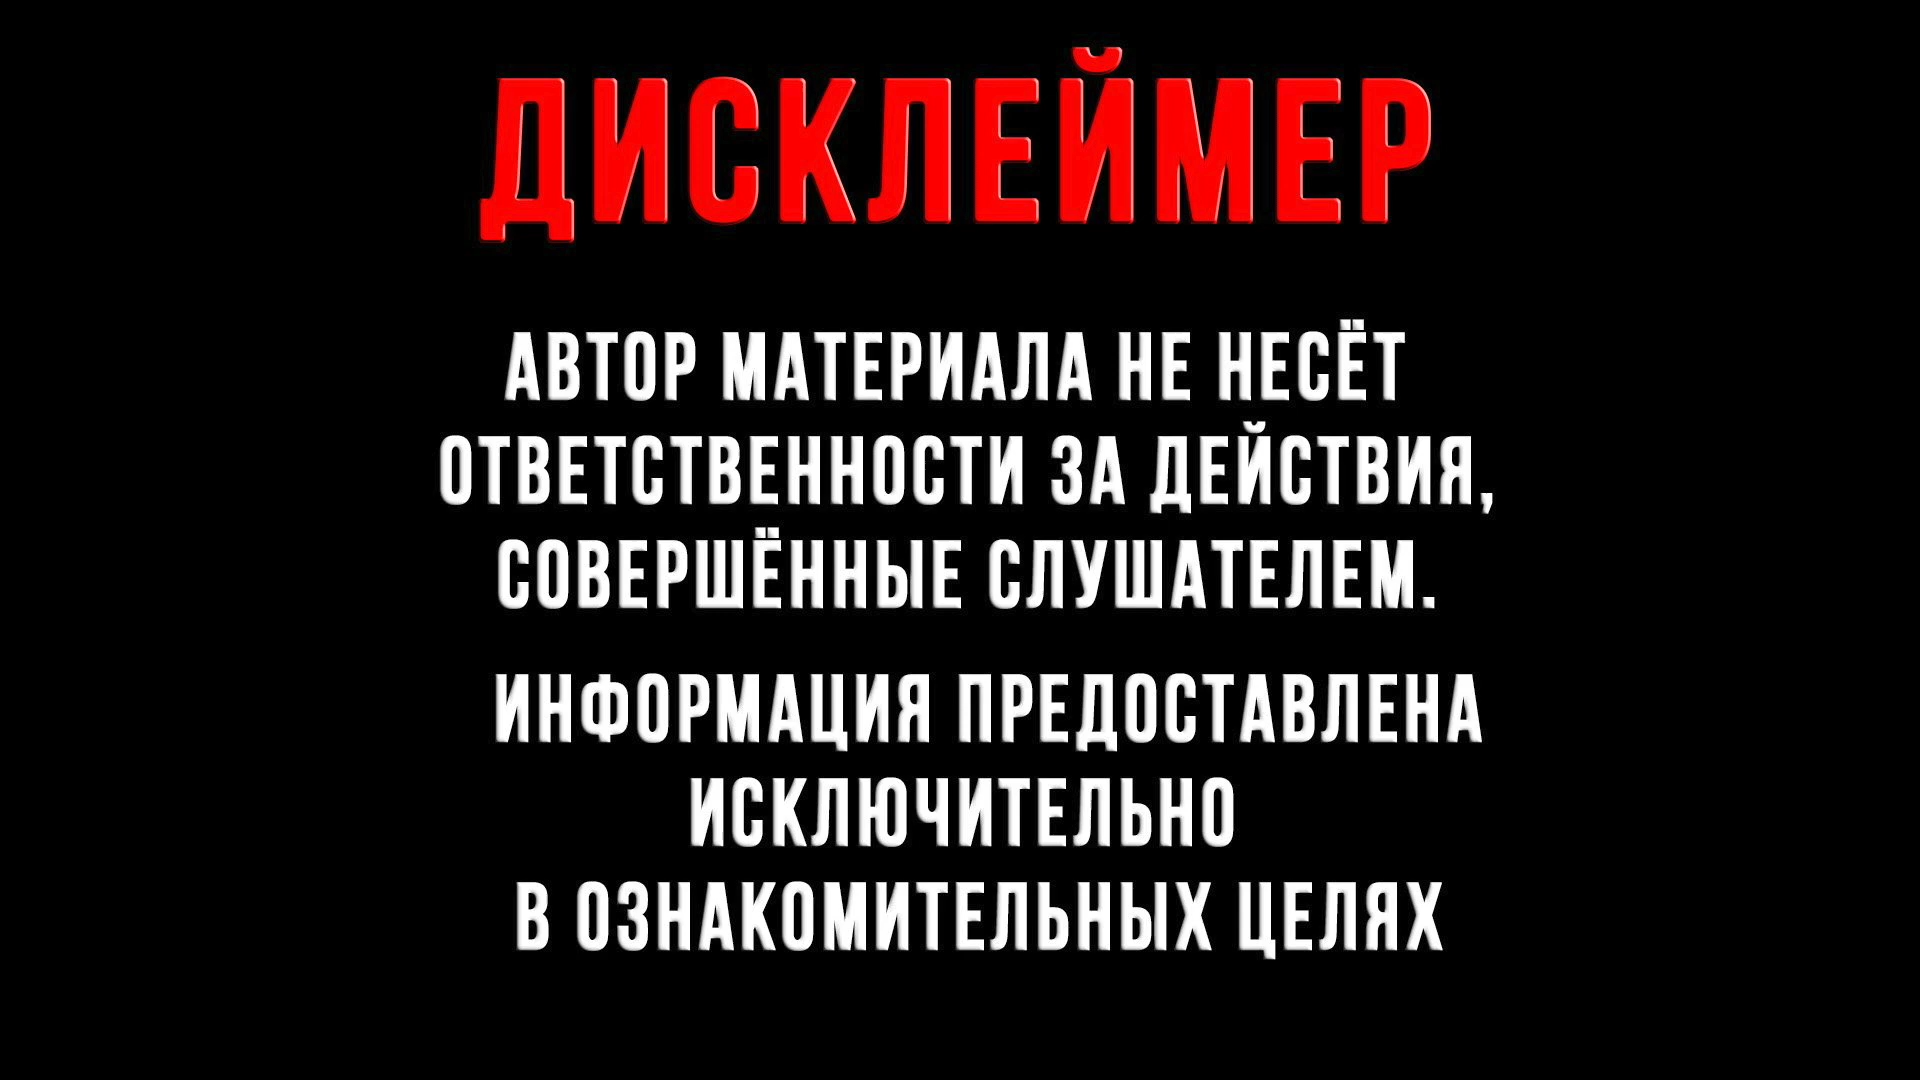 ДИСКЛЕЙМЕР
АВТОР МАТЕРИАЛА НЕ НЕСЁТ
ОТВЕТСТВЕННОСТИ ЗА ДЕЙСТВИЯ,
СОВЕРШЁННЫЕ СЛУШАТЕЛЕМ.
ИНФОРМАЦИЯ ПРЕДОСТАВЛЕНА
ИСКЛЮЧИТЕЛЬНО
В ОЗНАКОМИТЕЛЬНЫХ ЦЕЛЯХ